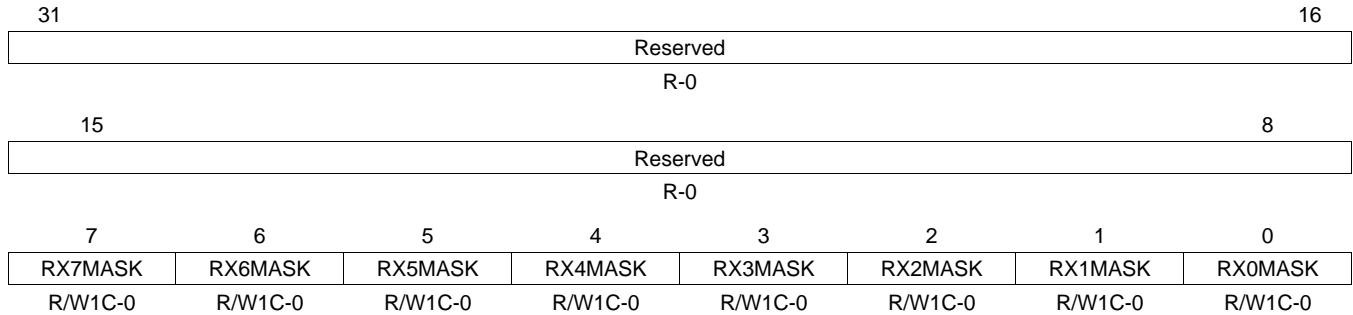 31 16
Reserved
R-0
15 8
Reserved
R-0
7 6 5 4 3 2 1 0
RX7MASK RX6MASK RX5MASK RX4MASK RX3MASK RX2MASK RX1MASK RX0MASK
R/W1C-0 R/W1C-0 R/W1C-0 R/W1C-0 R/W1C-0 R/W1C-0 R/W1C-0 R/W1C-0